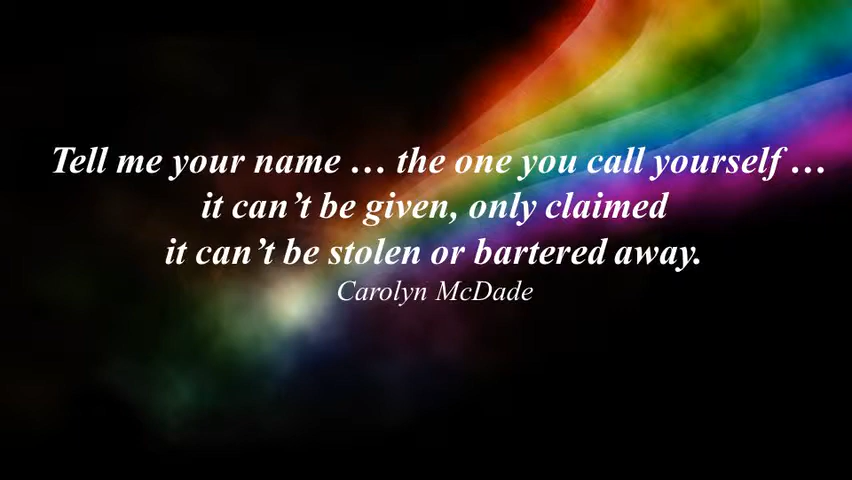 Tell me your name … the one you call yourself …
it can’t be given, only claimed
it can’t be stolen or bartered away.
Carolyn McDade